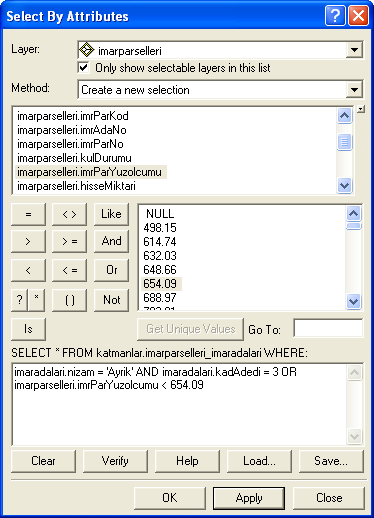 Select By Attributes
Layer: imarparselleri
Only show selectable layers in this list
Method: Create a new selection
imarparselleri.imrParKod
imarparselleri.imrAdaNo
imarparselleri.imrParNo
imarparselleri.kulDurumu
imarparselleri.imrParYuzolcumu
imarparselleri.hisseMiktari
= < > Like
> > = And
< < = Or
? * ( ) Not
Is
NULL
498.15
614.74
632.03
648.66
654.09
688.97
Get Unique Values Go To:
SELECT * FROM katmanlar.imarparselleri_imaradalari WHERE:
imaradalari.nizam = 'Ayrik' AND imaradalari.kadAdedi = 3 OR
imarparselleri.imrParYuzolcumu < 654.09
Clear Verify Help Load... Save...
OK Apply Close